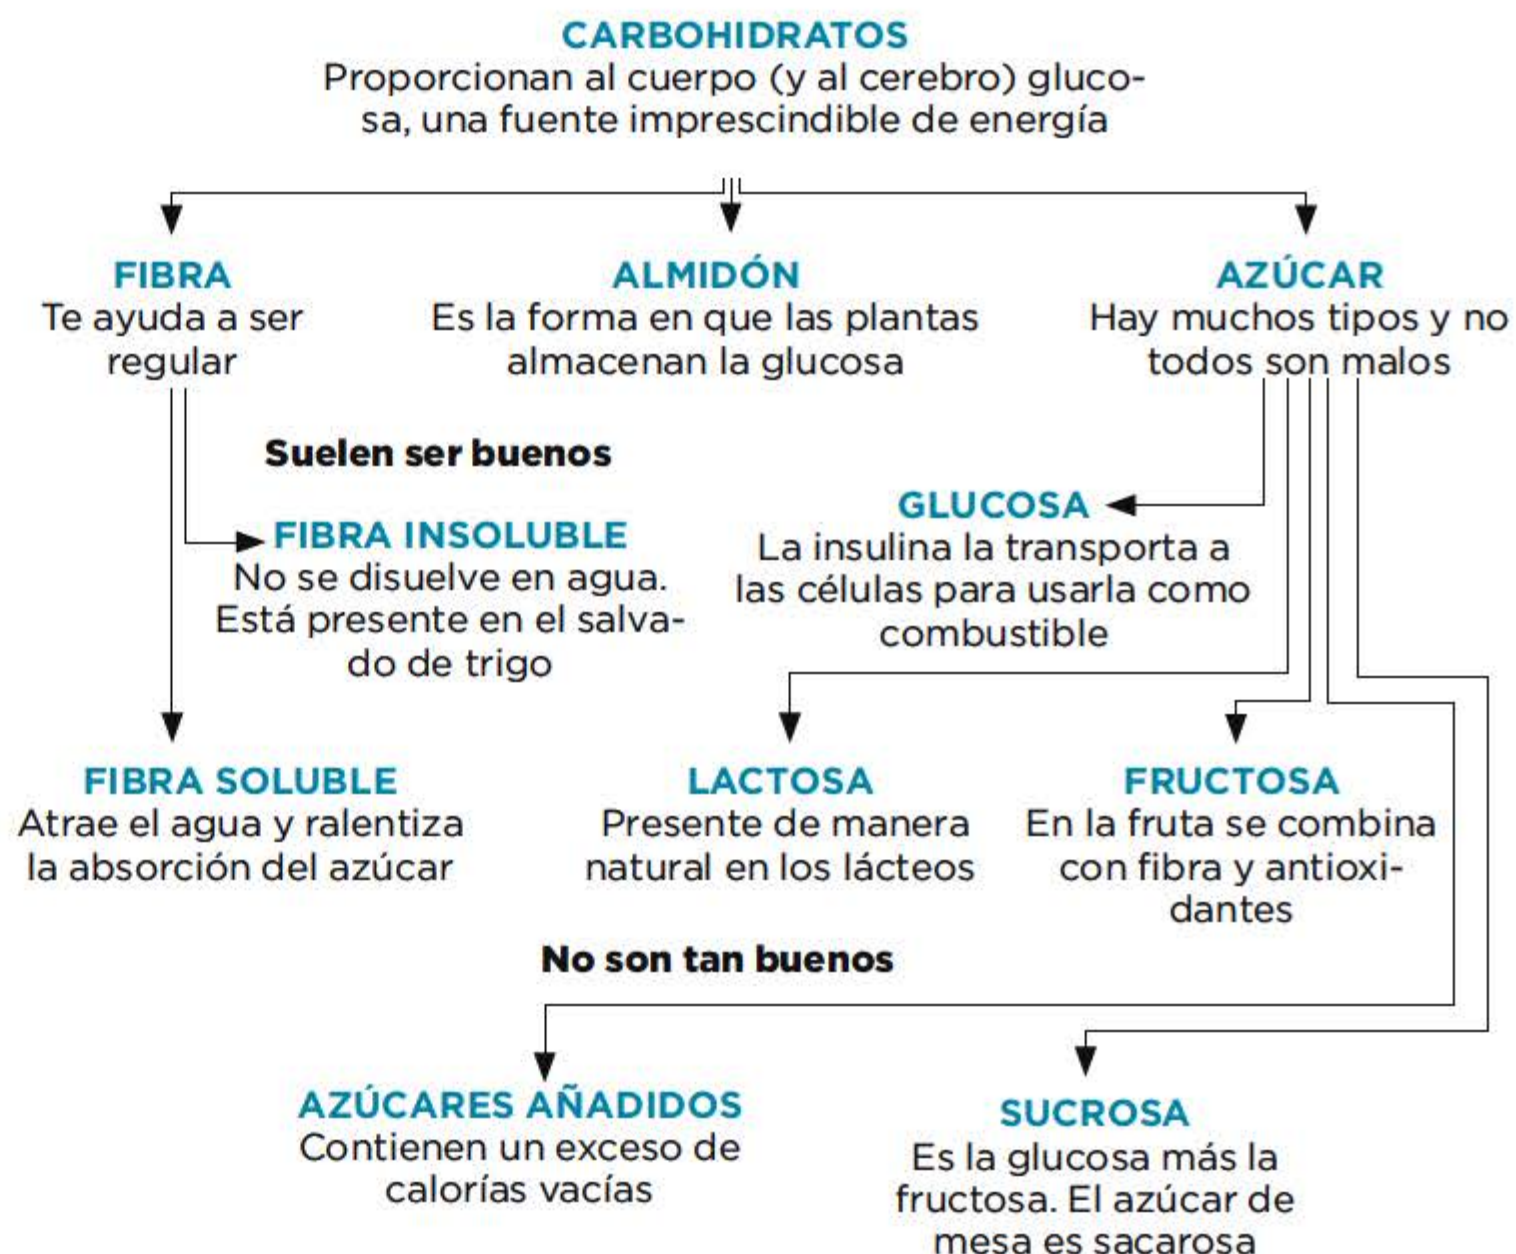 CARBOHIDRATOS
Proporcionan al cuerpo (y al cerebro) gluco-
sa, una fuente imprescindible de energía
FIBRA
Te ayuda a ser
regular
ALMIDÓN
Es la forma en que las plantas
almacenan la glucosa
AZÚCAR
Hay muchos tipos y no
todos son malos
Suelen ser buenos
FIBRA INSOLUBLE
No se disuelve en agua.
Está presente en el salva-
do de trigo
GLUCOSA
La insulina la transporta a
las células para usarla como
combustible
FIBRA SOLUBLE
Atrae el agua y ralentiza
la absorción del azúcar
LACTOSA
Presente de manera
natural en los lácteos
FRUCTOSA
En la fruta se combina
con fibra y antioxi-
dantes
No son tan buenos
AZÚCARES AÑADIDOS
Contienen un exceso de
calorías vacías
SUCROSA
Es la glucosa más la
fructosa. El azúcar de
mesa es sacarosa